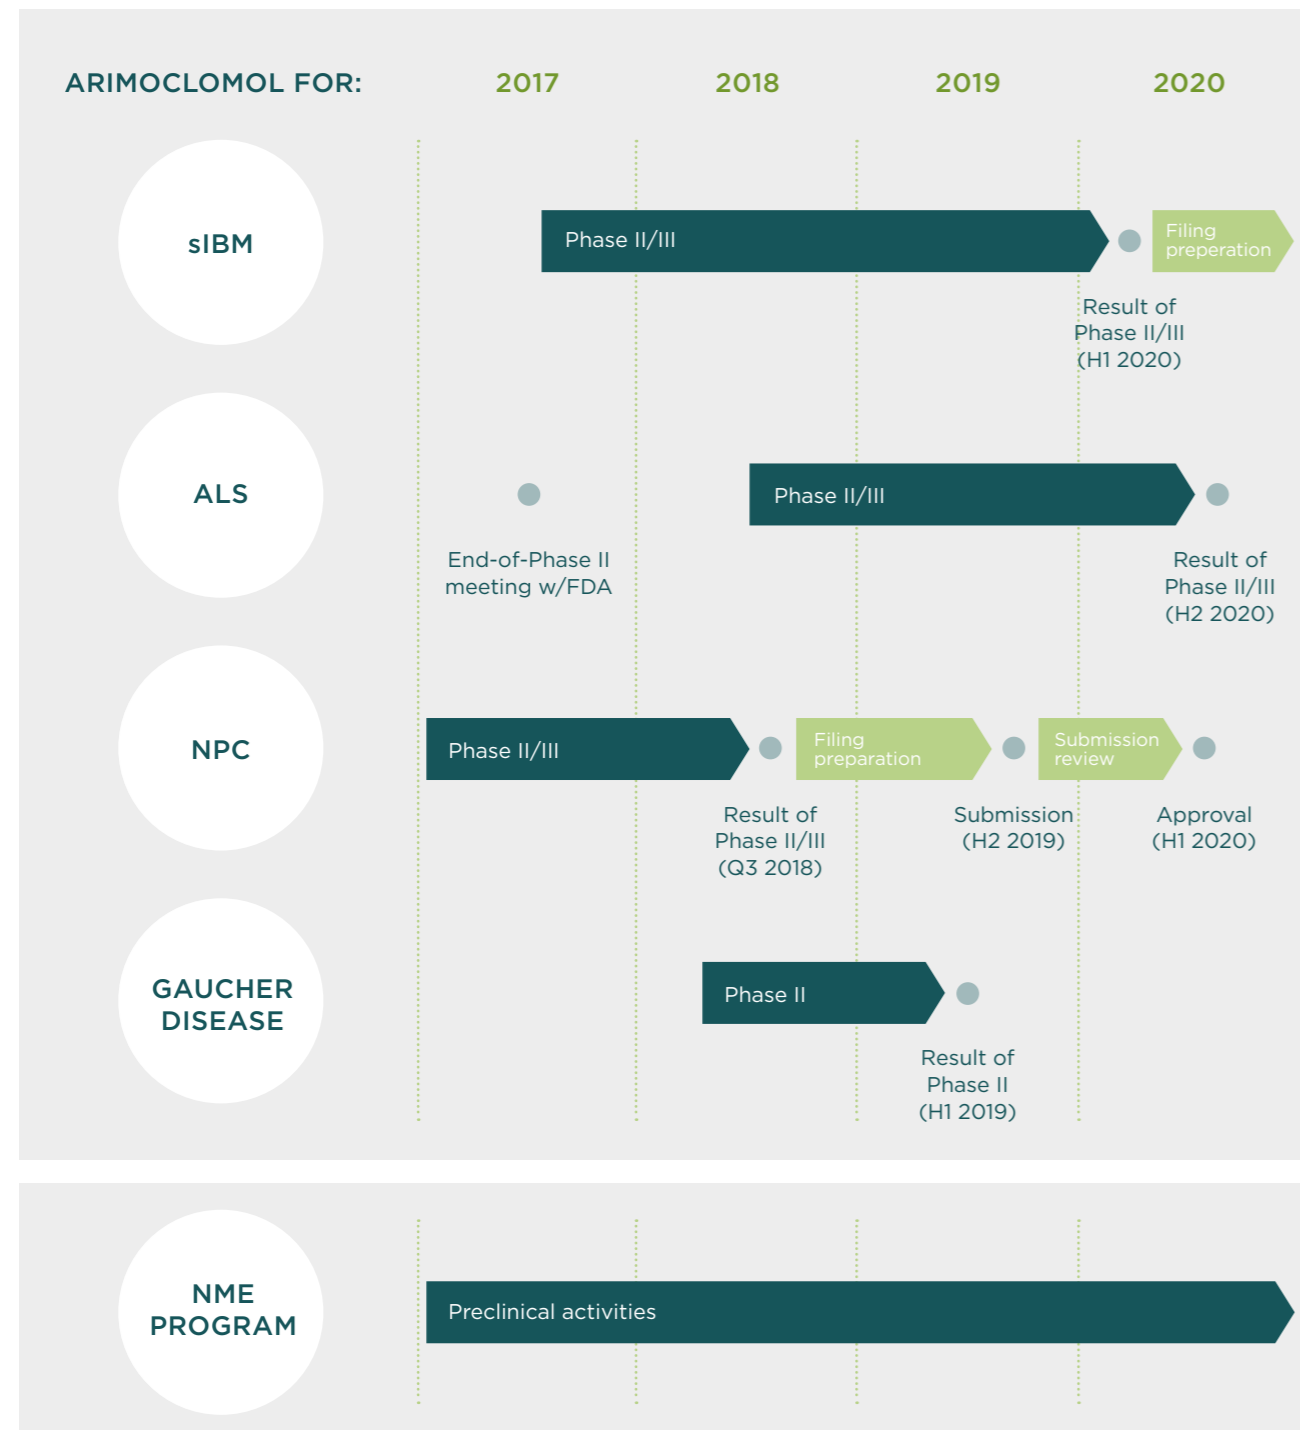 ARIMOCLOMOL FOR:
2017
2018
2019
2020
sIBM
Phase II/III
Filing
preperation
Result of
Phase II/III
(H1 2020)
ALS
Phase II/III
End-of-Phase II
meeting w/FDA
Result of
Phase II/III
(H2 2020)
NPC
Phase II/III
Filing
preparation
Submission
review
Result of
Phase II/III
(Q3 2018)
Submission
(H2 2019)
Approval
(H1 2020)
GAUCHER
DISEASE
Phase II
Result of
Phase II
(H1 2019)
NME
PROGRAM
Preclinical activities